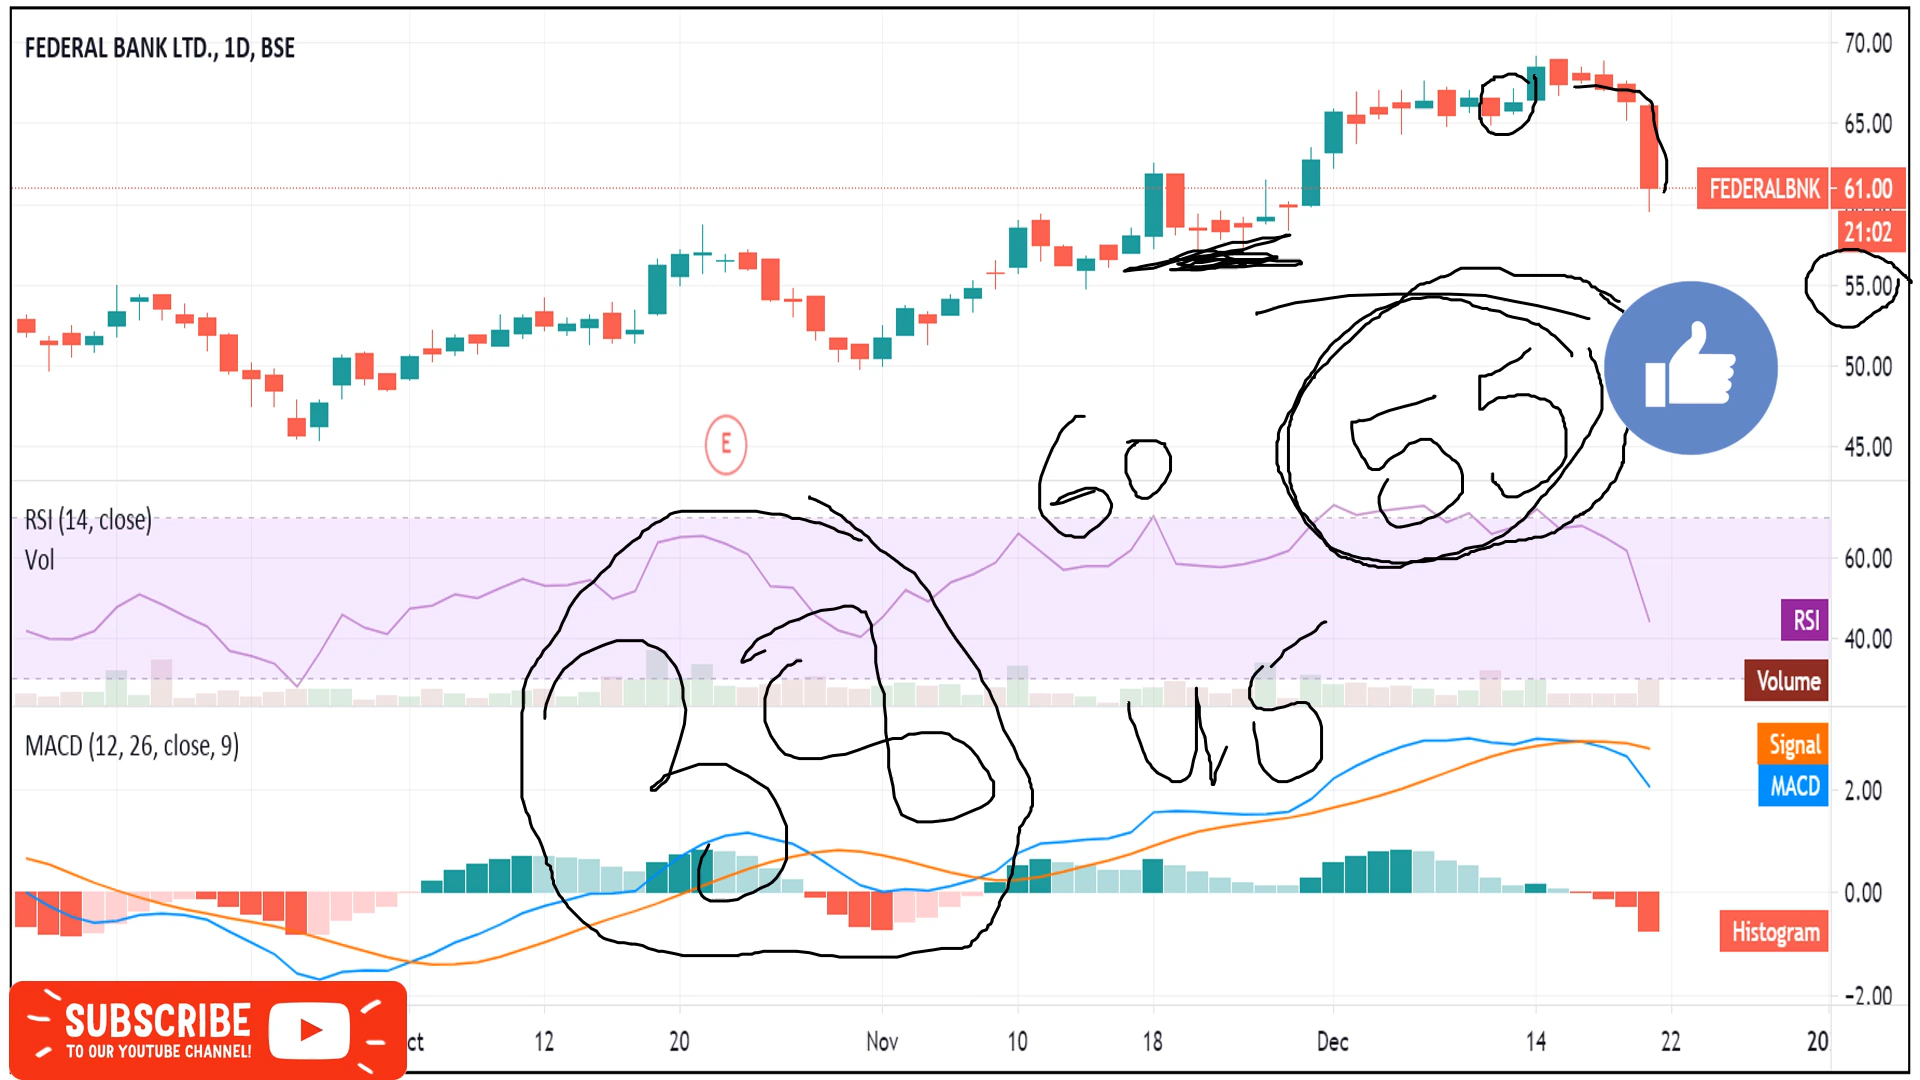 FEDERAL BANK LTD., 1D, BSE
70.00
65.00
FEDERALBNK 61.00
21:02
55.00
55
50.00
E
45.00
60
RSI (14, close)
Vol
60.00
RSI
40.00
Volume
MACD (12, 26, close, 9)
Signal
MACD
2.00
0.00
Histogram
−2.00
SUBSCRIBE
TO OUR YOUTUBE CHANNEL!
ct 12 20 Nov 10 18 Dec 14 22 20